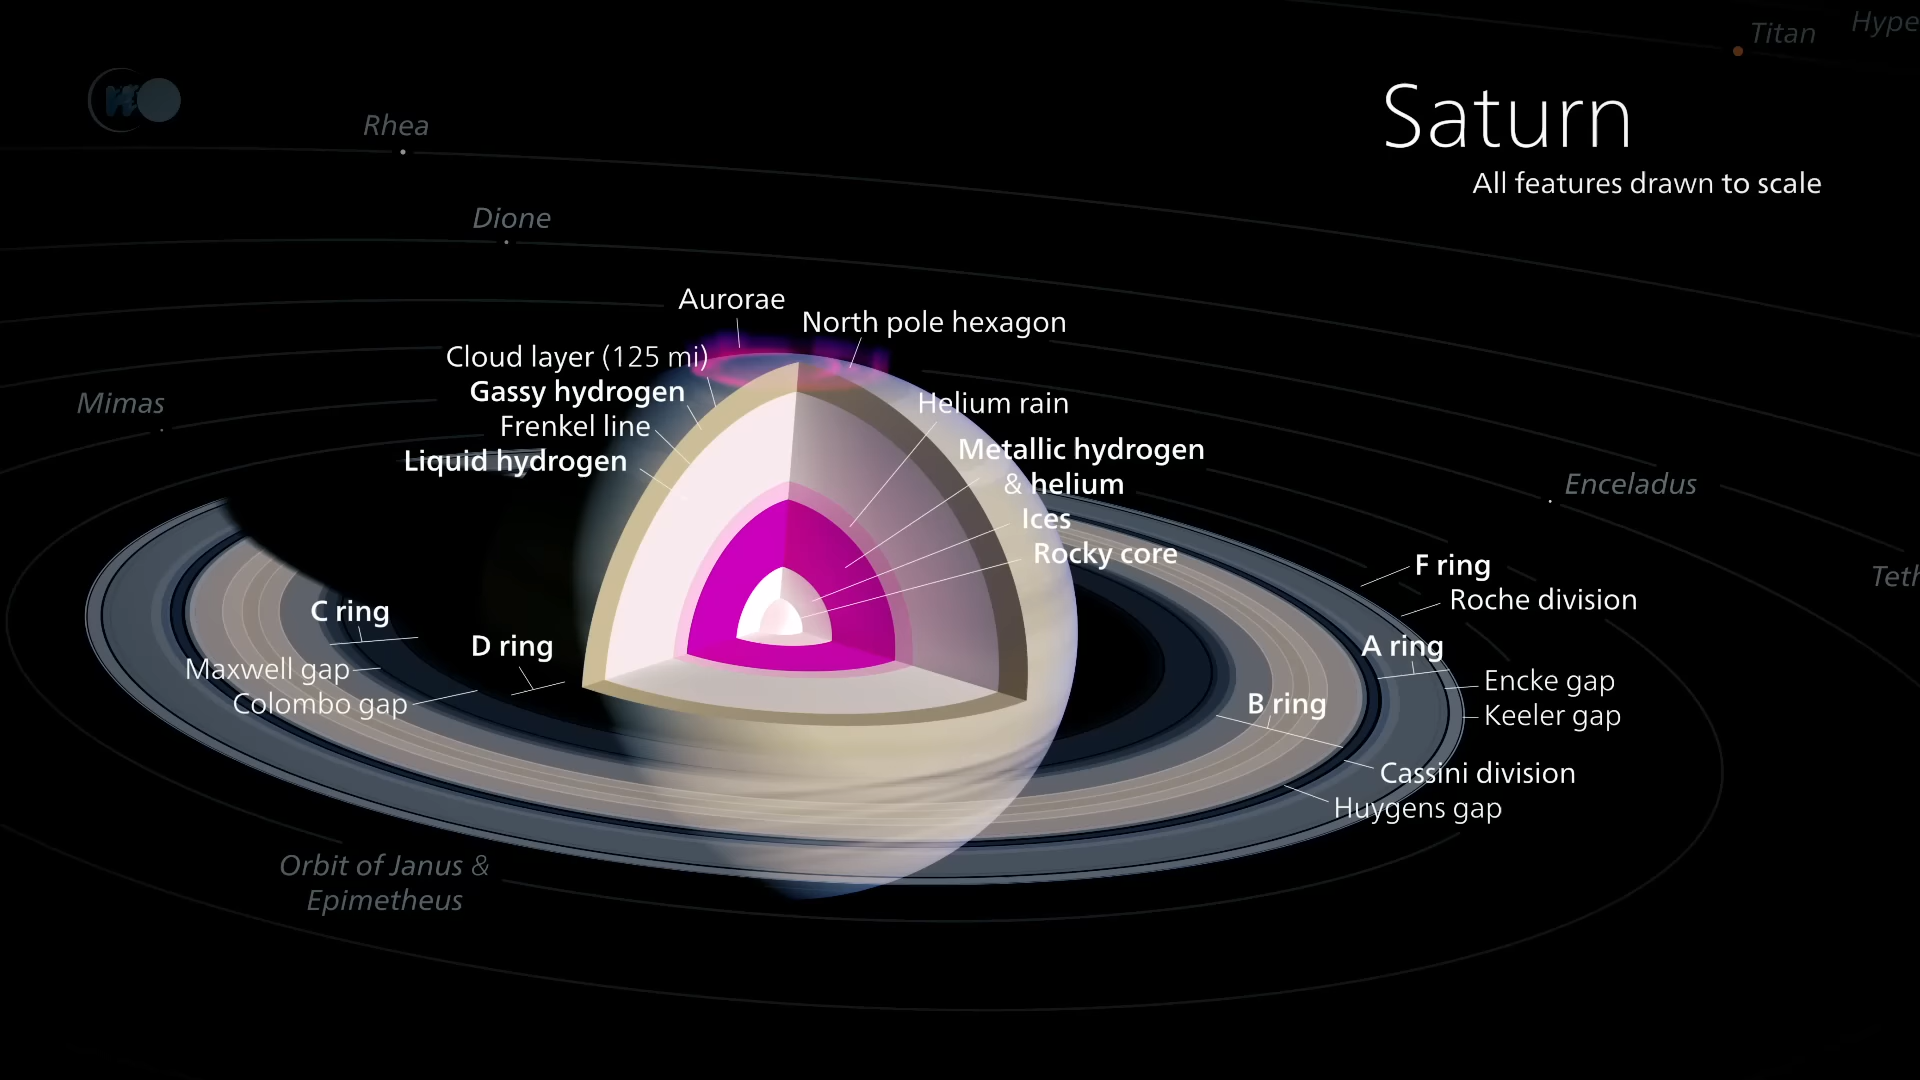 Titan
Hype
Saturn
All features drawn to scale
Rhea
Dione
Aurorae
North pole hexagon
Cloud layer (125 mi)
Gassy hydrogen
Frenkel line
Liquid hydrogen
Helium rain
Metallic hydrogen
& helium
Ices
Rocky core
Mimas
Enceladus
Teth
F ring
Roche division
A ring
Encke gap
Keeler gap
B ring
Cassini division
Huygens gap
C ring
D ring
Maxwell gap
Colombo gap
Orbit of Janus &
Epimetheus